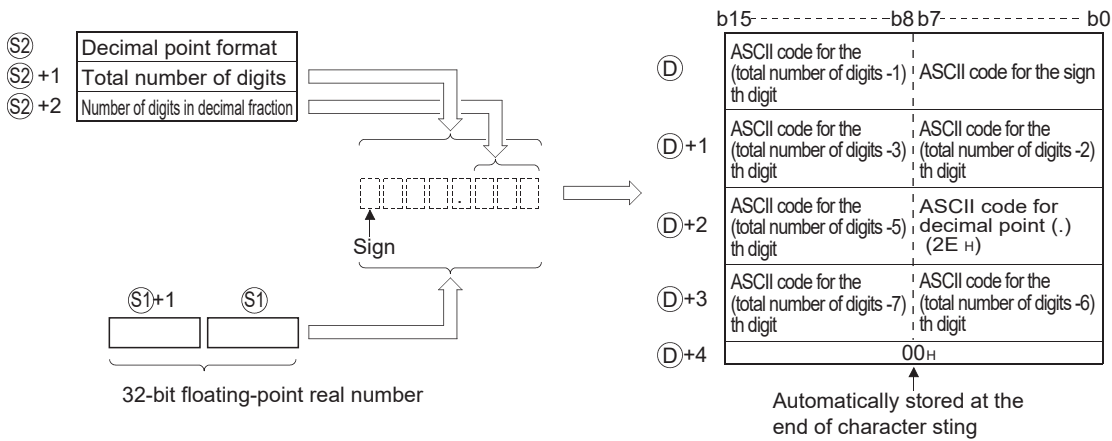 S2 Decimal point format
S2 +1 Total number of digits
S2 +2 Number of digits in decimal fraction
.
Sign
S1+1 S1
32-bit floating-point real number
b15 b8 b7 b0
D
ASCII code for the
(total number of digits -1)
th digit
ASCII code for the sign
D+1
ASCII code for the
(total number of digits -3)
th digit
ASCII code for the
(total number of digits -2)
th digit
D+2
ASCII code for the
(total number of digits -5)
th digit
ASCII code for
decimal point (.)
(2E H)
D+3
ASCII code for the
(total number of digits -7)
th digit
ASCII code for the
(total number of digits -6)
th digit
D+4
00H
Automatically stored at the
end of character sting